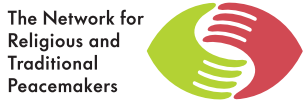 The Network for
Religious and
Traditional
Peacemakers